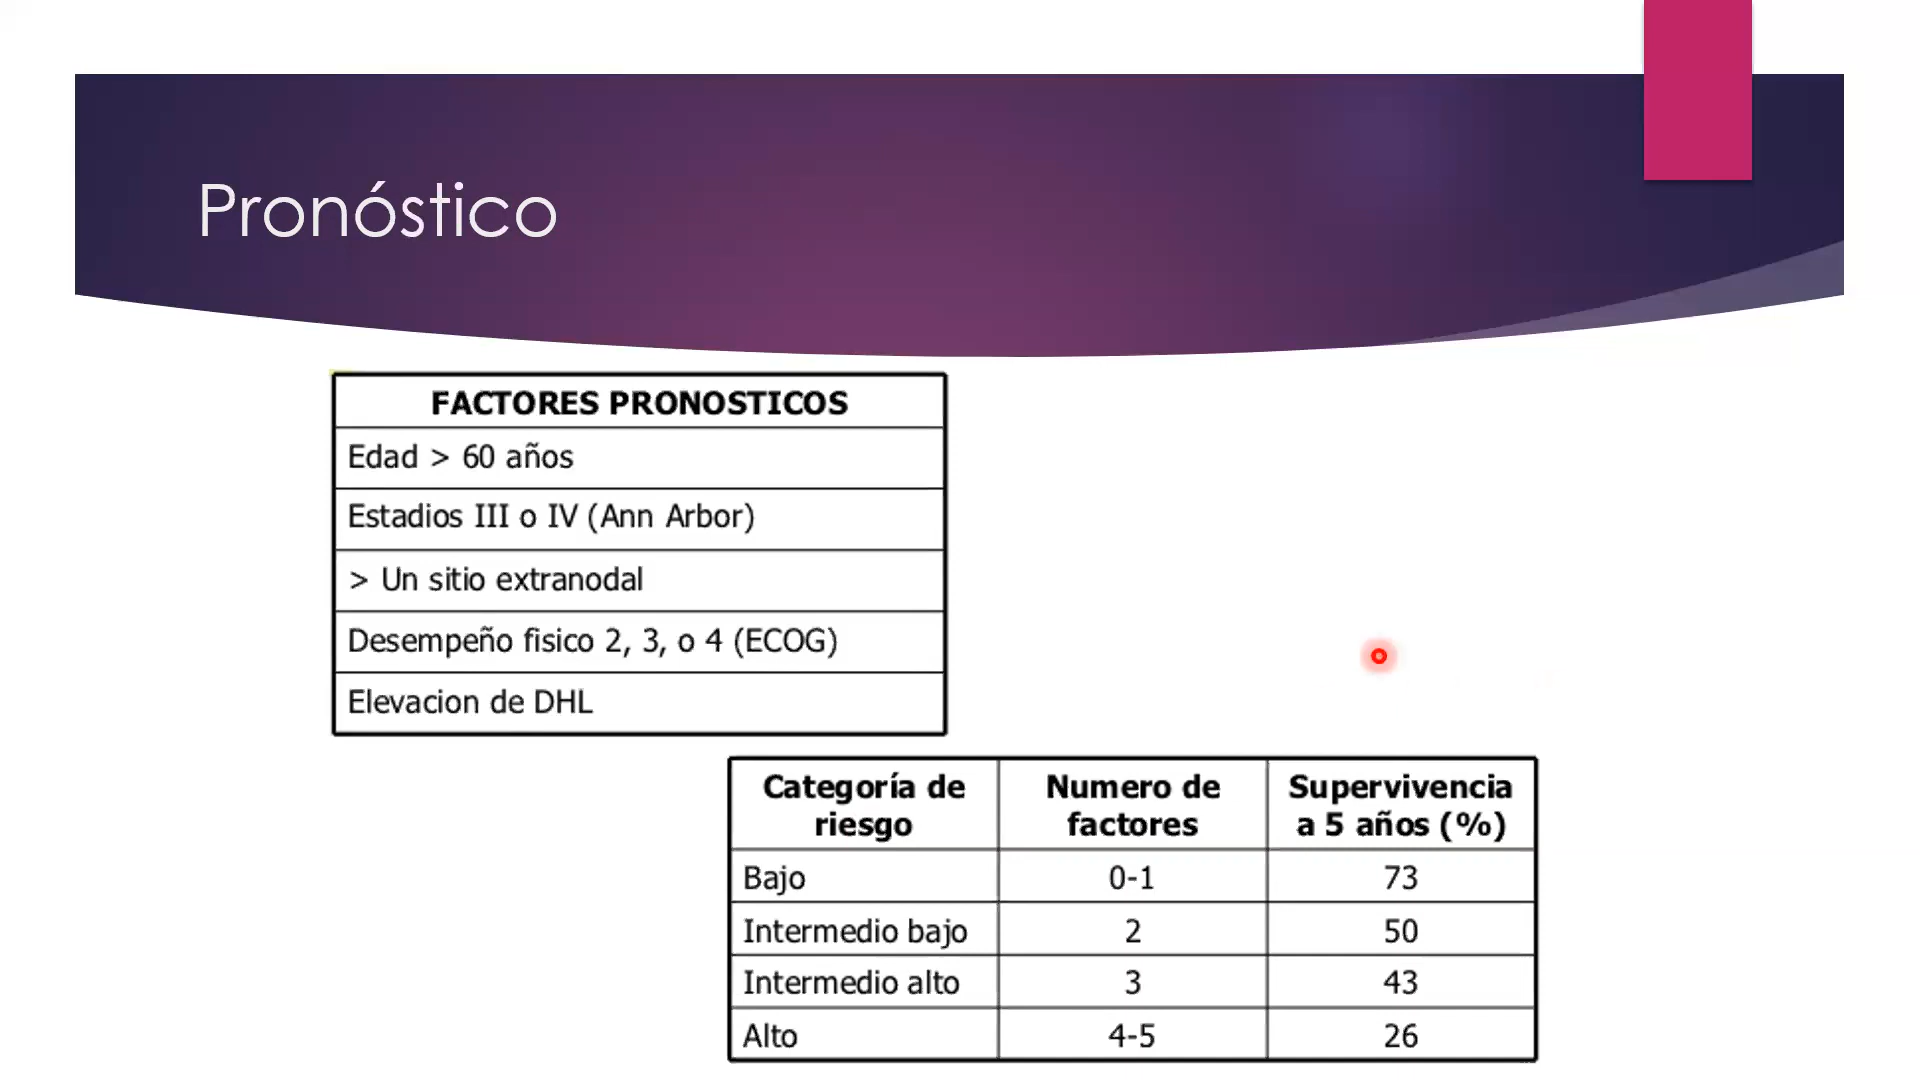 Pronóstico
FACTORES PRONOSTICOS
Edad > 60 años
Estadios III o IV (Ann Arbor)
> Un sitio extranodal
Desempeño fisico 2, 3, o 4 (ECOG)
Elevacion de DHL
Categoría de riesgo Numero de factores Supervivencia a 5 años (%)
Bajo 0-1 73
Intermedio bajo 2 50
Intermedio alto 3 43
Alto 4-5 26